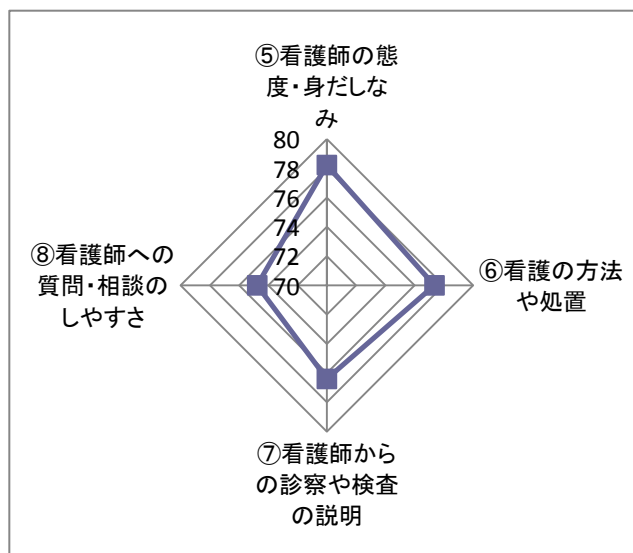 ⑤看護師の態
度・身だしな
み
80
78
76
74
72
70
⑧看護師への
質問・相談の
しやすさ
⑥看護の方法
や処置
⑦看護師から
の診察や検査
の説明